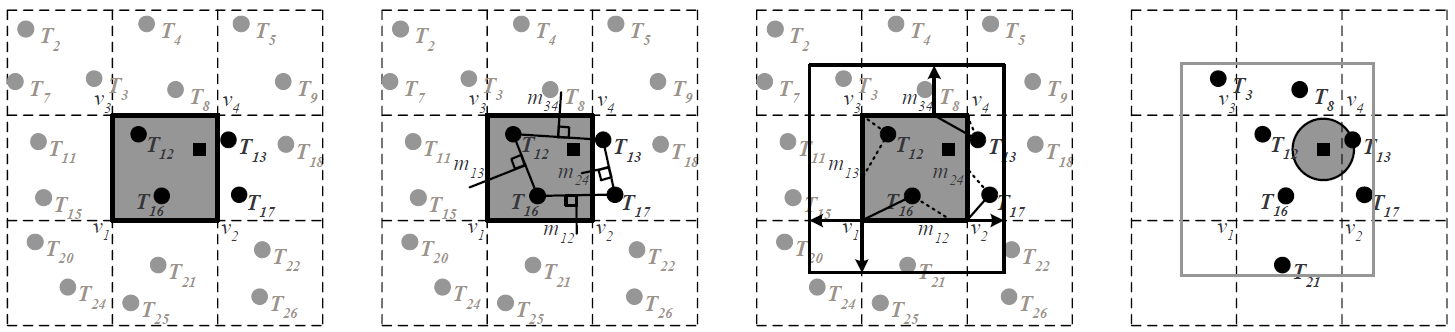 T2 T4 T5
T7 T3 T8 T9
v3 v4
T11 T12 T13 T18
T15 T16 T17
v1 v2
T20 T21 T22
T24 T25 T26
T2 T4 T5
T7 T3 T8 T9
v3 m34 v4
T11 T12 T13 T18
m13 m24
T15 T16 T17
v1 m12 v2
T20 T21 T22
T24 T25 T26
T2 T4 T5
T7 T3 T8 T9
v3 m34 v4
T11 T12 T13 T18
m13 m24
T15 T16 T17
v1 m12 v2
T20 T21 T22
T24 T25 T26
T3 T8
v3 v4
T12 T13
T16 T17
v1 v2
T21